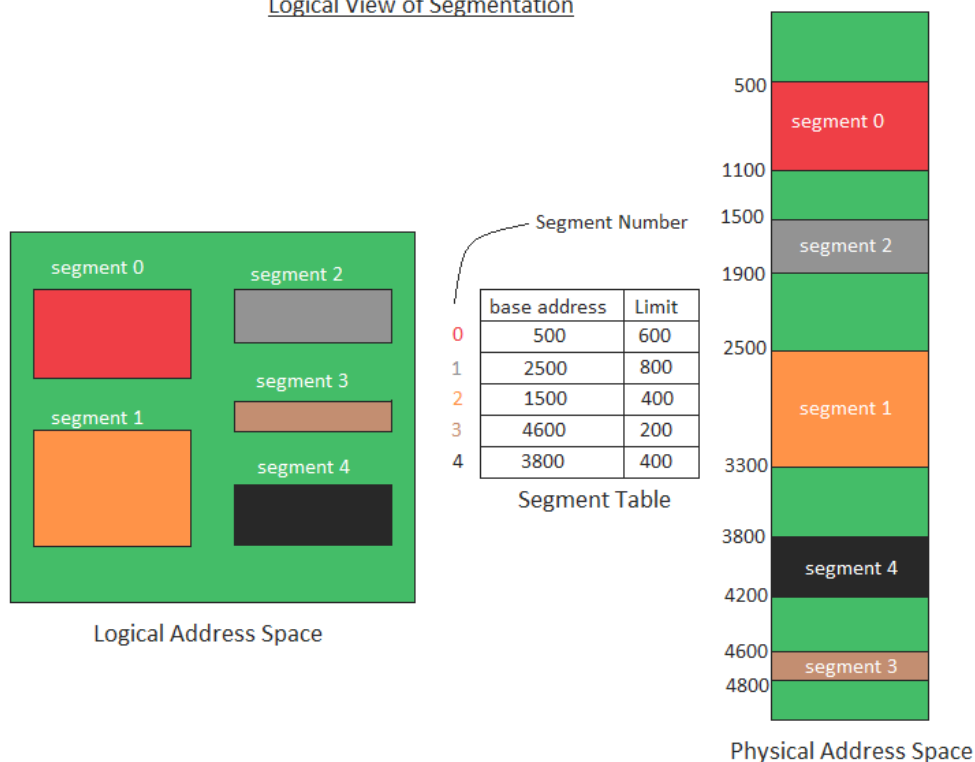 Logical View of Segmentation
segment 0
segment 2
segment 3
segment 1
segment 4
Logical Address Space
Segment Number
base address Limit
0 500 600
1 2500 800
2 1500 400
3 4600 200
4 3800 400
Segment Table
500
segment 0
1100
1500
segment 2
1900
2500
segment 1
3300
3800
segment 4
4200
4600
segment 3
4800
Physical Address Space